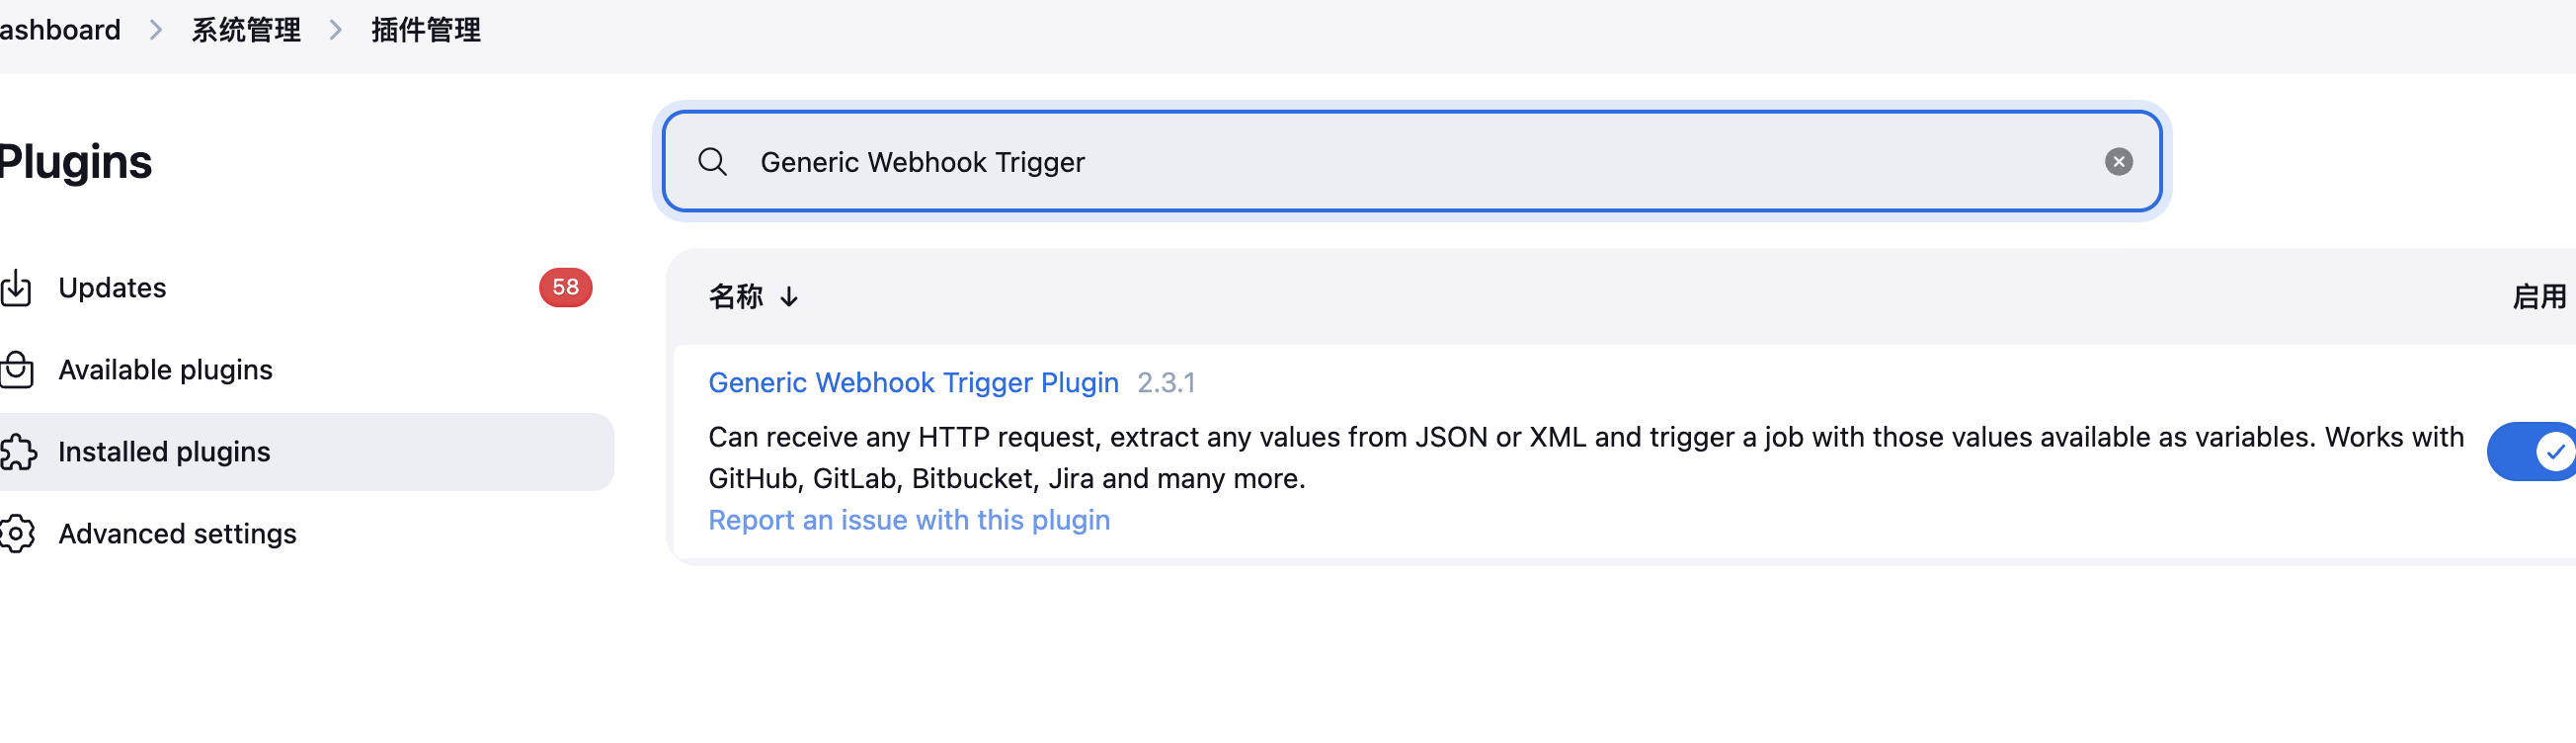 ashboard > 系统管理 > 插件管理
Plugins
Generic Webhook Trigger
Updates 58
Available plugins
Installed plugins
Advanced settings
名称 ↓ 启用
Generic Webhook Trigger Plugin 2.3.1
Can receive any HTTP request, extract any values from JSON or XML and trigger a job with those values available as variables. Works with
GitHub, GitLab, Bitbucket, Jira and many more.
Report an issue with this plugin